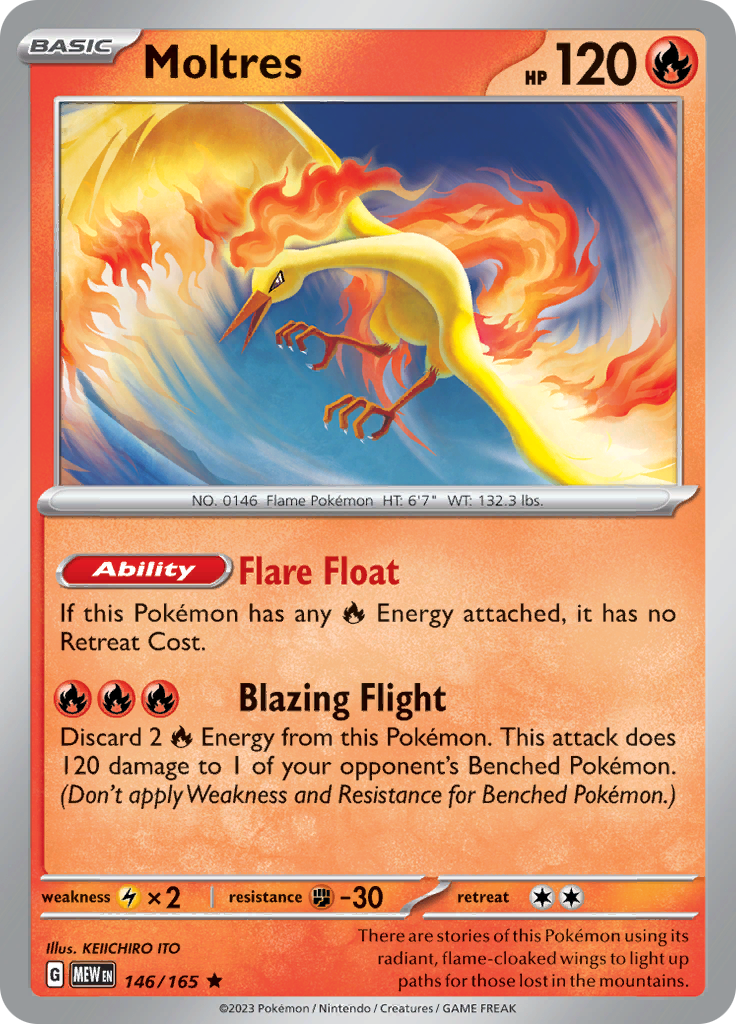 BASIC
Moltres
HP 120
NO. 0146 Flame Pokémon HT: 6'7" WT: 132.3 lbs.
Ability Flare Float
If this Pokémon has any Energy attached, it has no
Retreat Cost.
Blazing Flight
Discard 2 Energy from this Pokémon. This attack does
120 damage to 1 of your opponent's Benched Pokémon.
(Don't apply Weakness and Resistance for Benched Pokémon.)
weakness ×2 resistance -30 retreat
Illus. KEIICHIRO ITO
G MEW EN 146/165 ★
There are stories of this Pokémon using its
radiant, flame-cloaked wings to light up
paths for those lost in the mountains.
©2023 Pokémon / Nintendo / Creatures / GAME FREAK